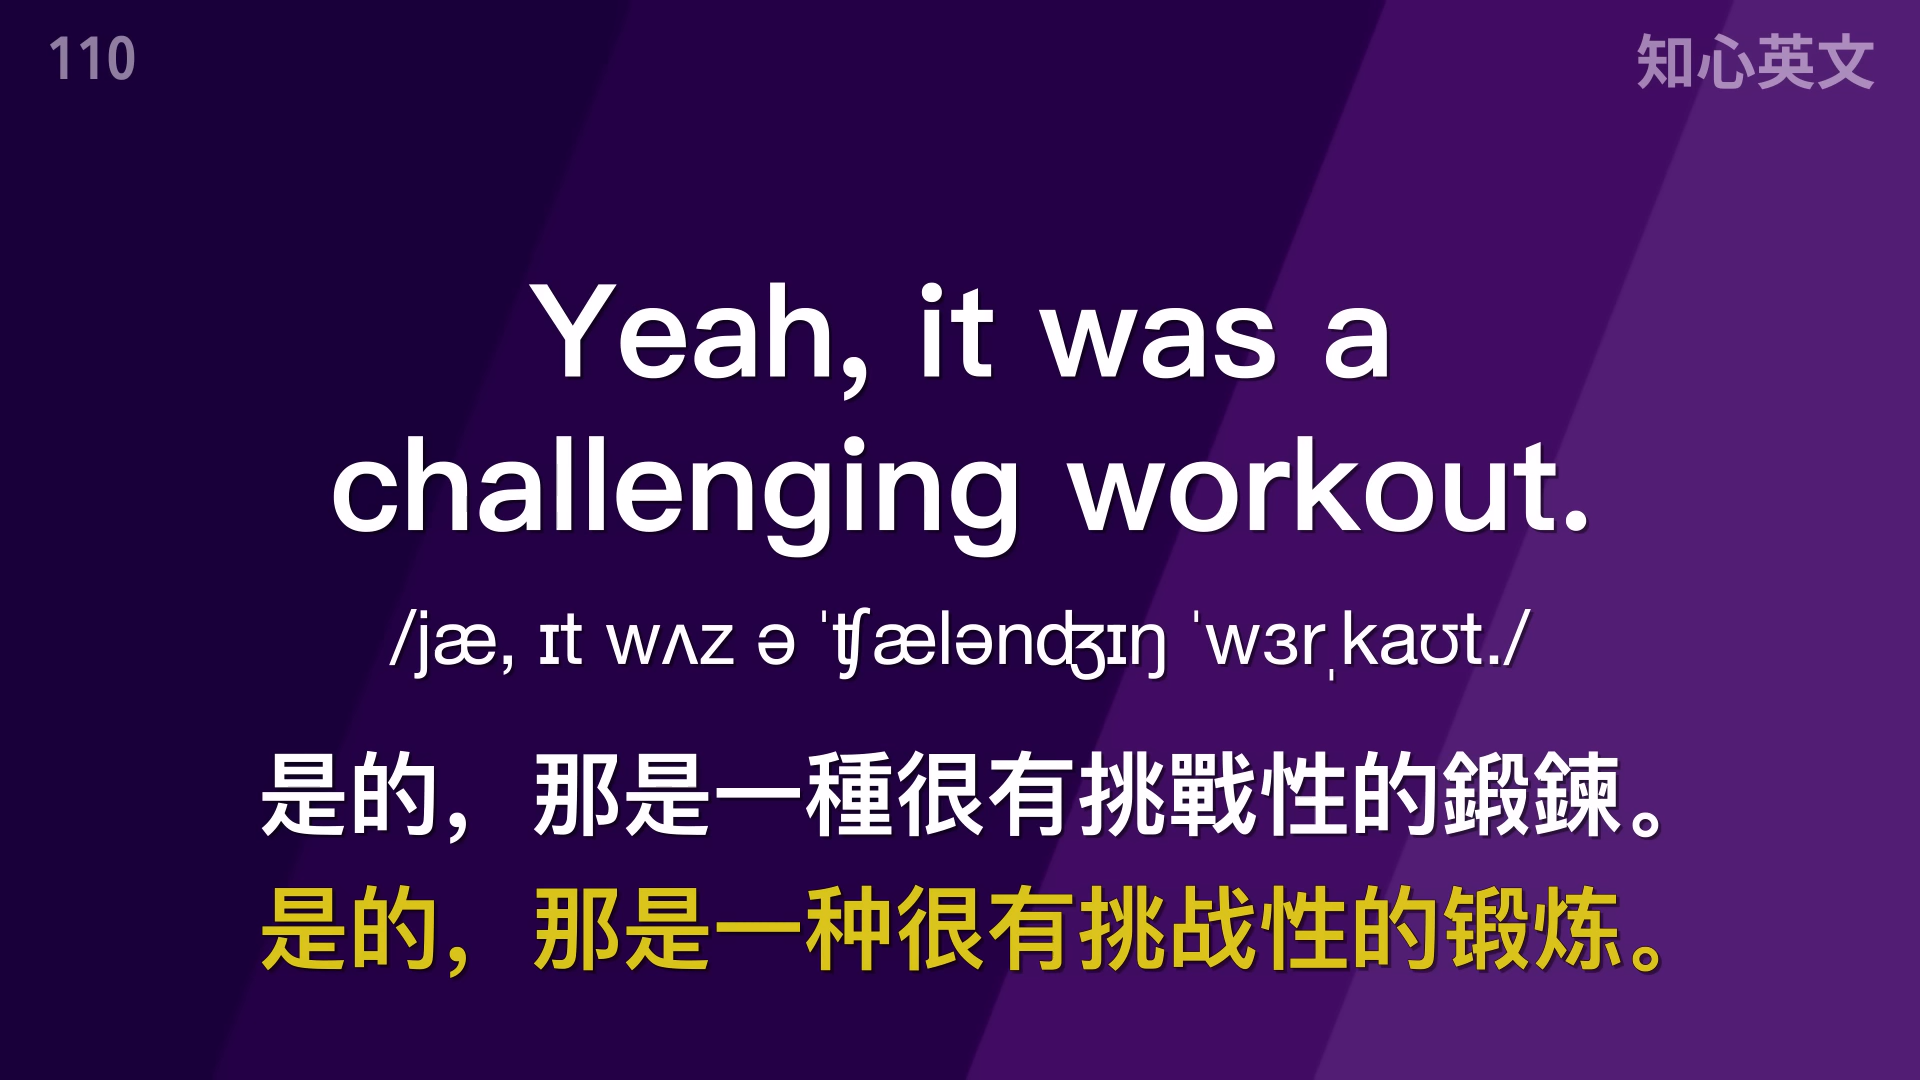 110
知心英文
Yeah, it was a
challenging workout.
/jæ, ɪt wʌz ə ˈʧælənʤɪŋ ˈwɜrˌkaʊt./
是的，那是一種很有挑戰性的鍛鍊。
是的，那是一种很有挑战性的锻炼。